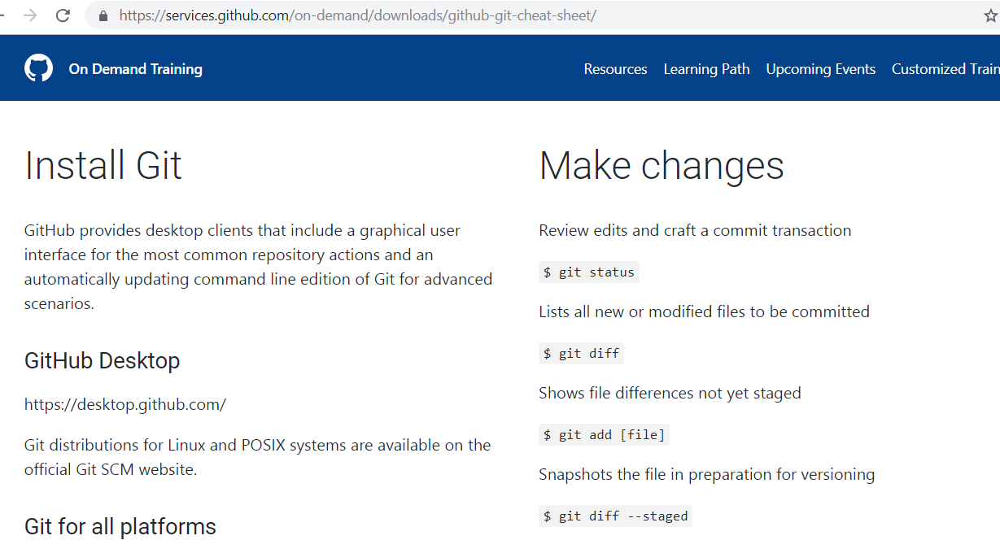 https://services.github.com/on-demand/downloads/github-git-cheat-sheet/
On Demand Training
Resources Learning Path Upcoming Events Customized Train
Install Git
GitHub provides desktop clients that include a graphical user
interface for the most common repository actions and an
automatically updating command line edition of Git for advanced
scenarios.
GitHub Desktop
https://desktop.github.com/
Git distributions for Linux and POSIX systems are available on the
official Git SCM website.
Git for all platforms
Make changes
Review edits and craft a commit transaction
$ git status
Lists all new or modified files to be committed
$ git diff
Shows file differences not yet staged
$ git add [file]
Snapshots the file in preparation for versioning
$ git diff --staged